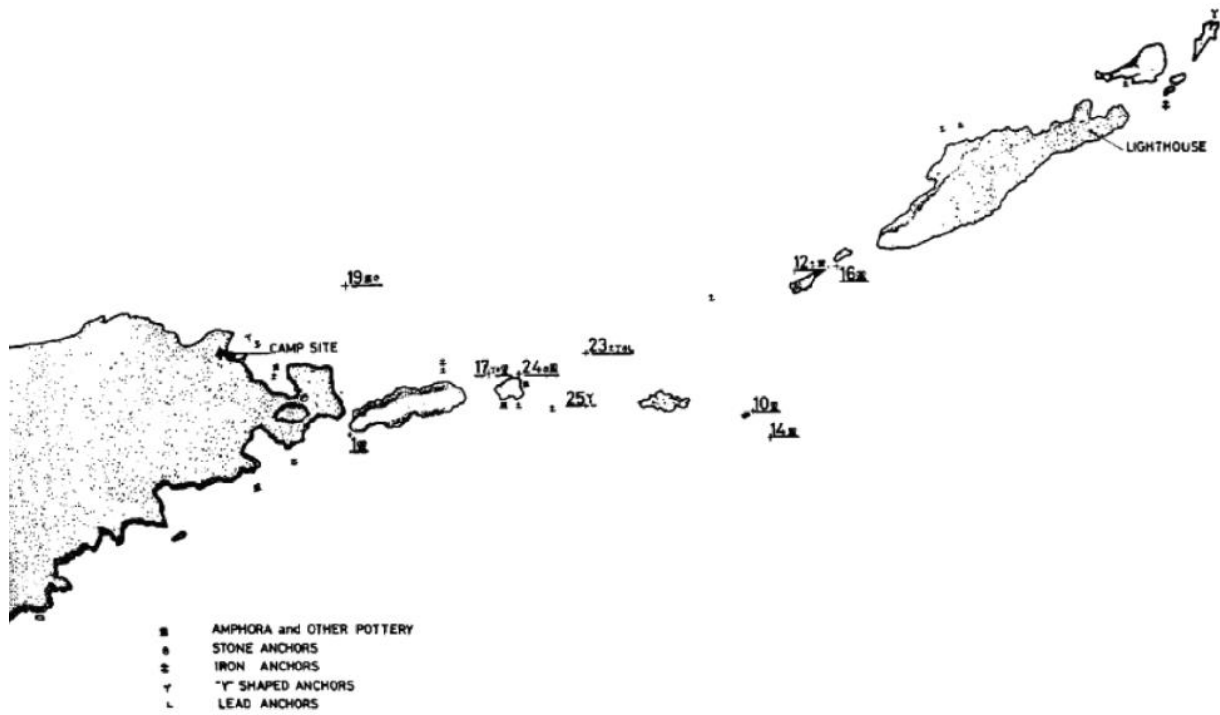 LIGHTHOUSE
12
16
19
CAMP SITE
23
17
24
25Y
10
14
1
AMPHORA and OTHER POTTERY
STONE ANCHORS
IRON ANCHORS
"Y" SHAPED ANCHORS
LEAD ANCHORS